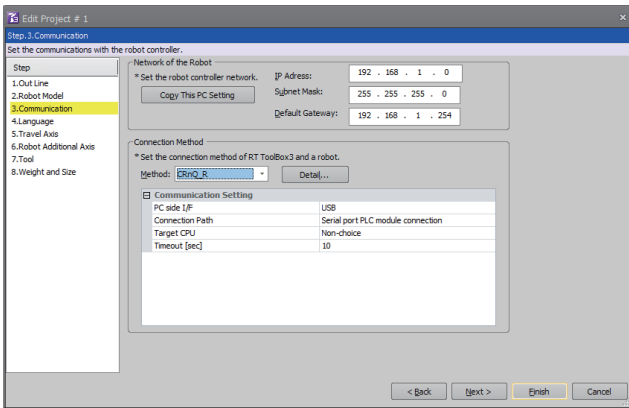 Edit Project # 1
Step.3.Communication
Set the communications with the robot controller.
Step
1.Out Line
2.Robot Model
3.Communication
4.Language
5.Travel Axis
6.Robot Additional Axis
7.Tool
8.Weight and Size
Network of the Robot
* Set the robot controller network.
Copy This PC Setting
IP Adress: 192 . 168 . 1 . 0
Subnet Mask: 255 . 255 . 255 . 0
Default Gateway: 192 . 168 . 1 . 254
Connection Method
* Set the connection method of RT ToolBox3 and a robot.
Method: CRnQ_R Detail...
Communication Setting
PC side I/F USB
Connection Path Serial port PLC module connection
Target CPU Non-choice
Timeout [sec] 10
< Back Next > Finish Cancel